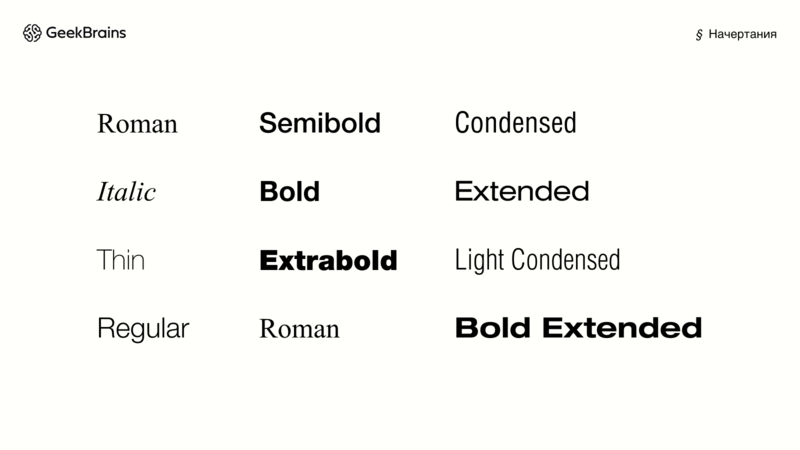 GeekBrains
§ Начертания
Roman
Semibold
Condensed
Italic
Bold
Extended
Thin
Extrabold
Light Condensed
Regular
Roman
Bold Extended